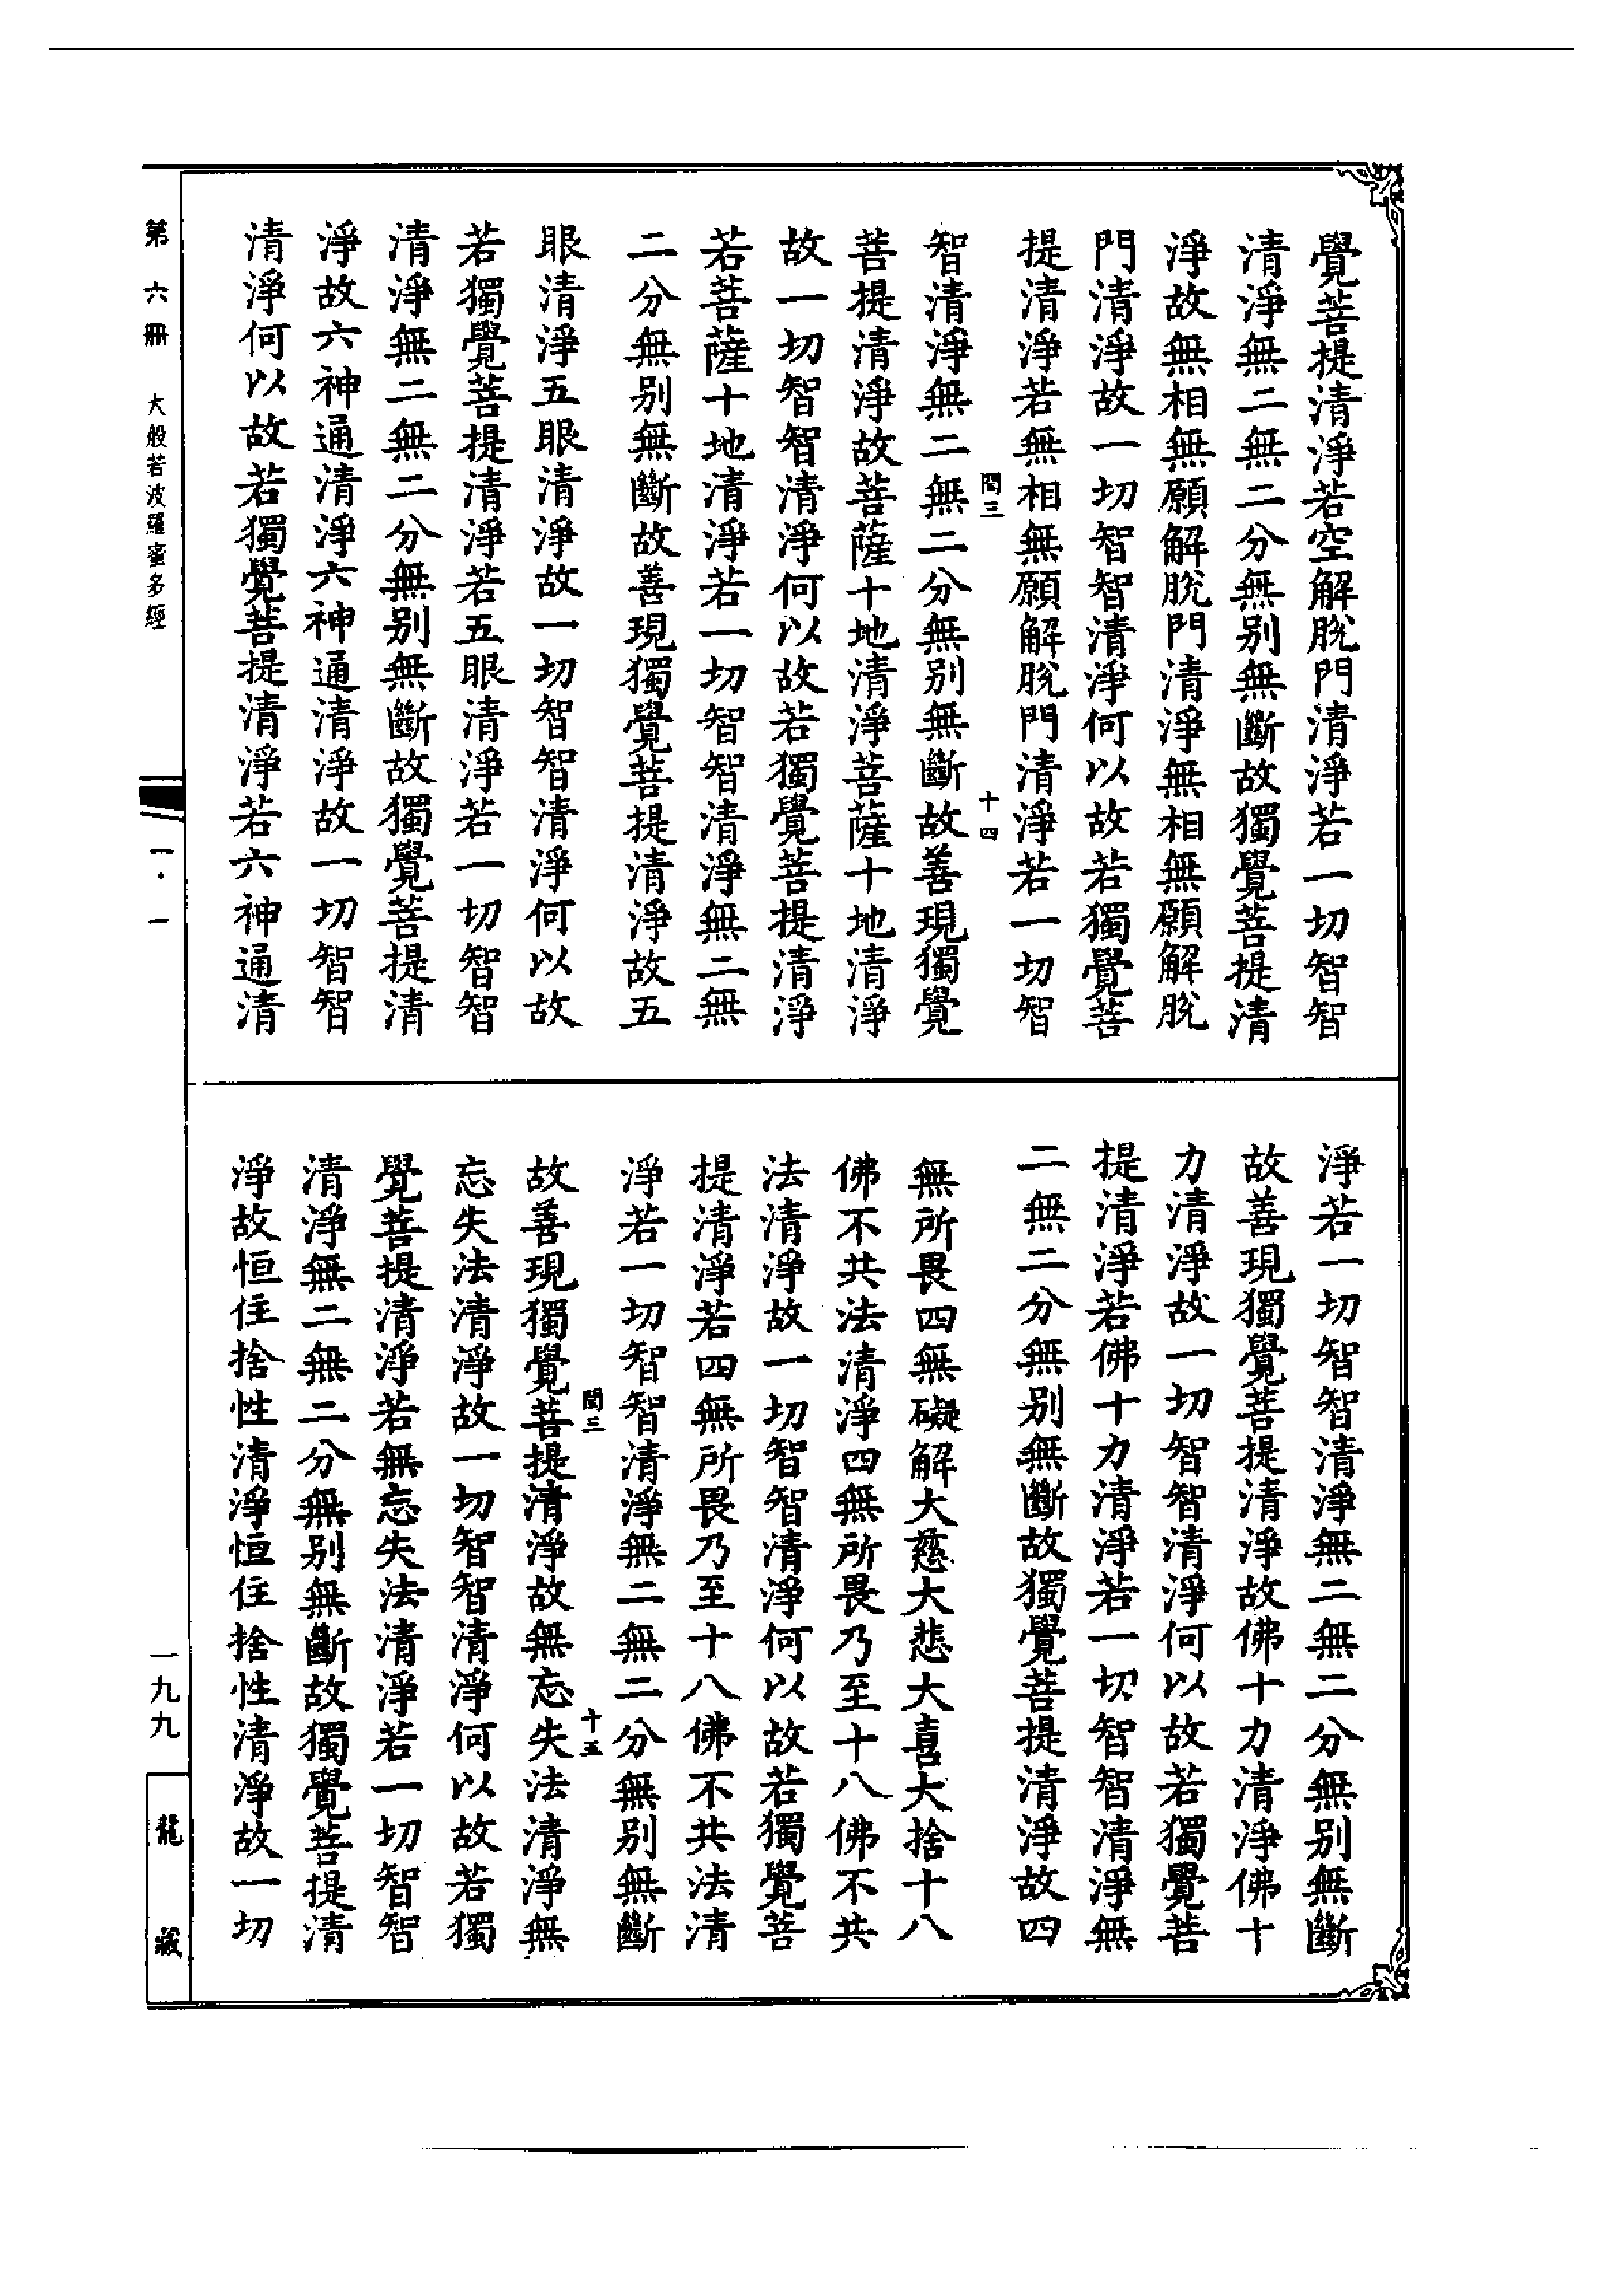 覺菩提清淨若空解脫門清淨若一切智智
清淨無二無二分無别無斷故獨覺菩提清
淨故無相無願解脫門清淨無相無願解脫
門清淨故一切智智清淨何以故若獨覺菩
提清淨若無相無願解脫門清淨若一切智
閏三 十四
智清淨無二無二分無别無斷故善現獨覺
菩提清淨故菩薩十地清淨菩薩十地清淨
故一切智智清淨何以故若獨覺菩提清淨
若菩薩十地清淨若一切智智清淨無二無
二分無别無斷故善現獨覺菩提清淨故五
眼清淨五眼清淨故一切智智清淨何以故
若獨覺菩提清淨若五眼清淨若一切智智
清淨無二無二分無别無斷故獨覺菩提清
淨故六神通清淨六神通清淨故一切智智
清淨何以故若獨覺菩提清淨若六神通清
淨若一切智智清淨無二無二分無别無斷
故善現獨覺菩提清淨故佛十力清淨佛十
力清淨故一切智智清淨何以故若獨覺菩
提清淨若佛十力清淨若一切智智清淨無
二無二分無别無斷故獨覺菩提清淨故四
無所畏四無礙解大慈大悲大喜大捨十八
佛不共法清淨四無所畏乃至十八佛不共
法清淨故一切智智清淨何以故若獨覺菩
提清淨若四無所畏乃至十八佛不共法清
淨若一切智智清淨無二無二分無别無斷
閏三 十五
故善現獨覺菩提清淨故無忘失法清淨無
忘失法清淨故一切智智清淨何以故若獨
覺菩提清淨若無忘失法清淨若一切智智
清淨無二無二分無别無斷故獨覺菩提清
淨故恒住捨性清淨恒住捨性清淨故一切
第六冊 大般若波羅蜜多經
一·一
一九九
龍藏